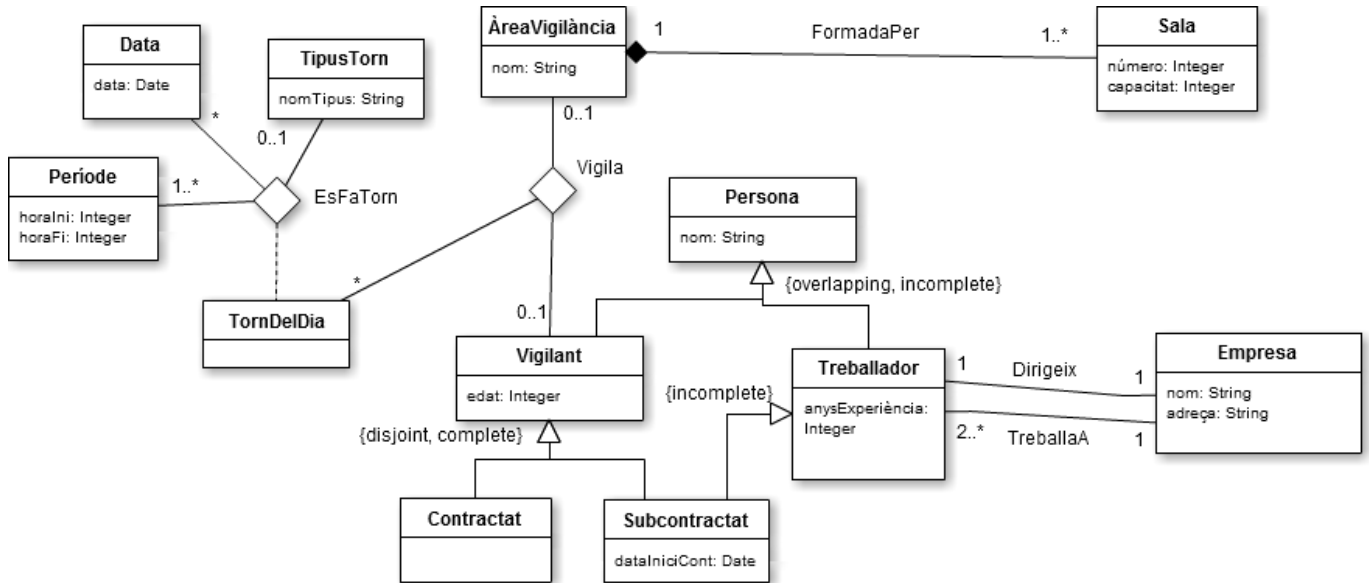 Data
data: Date
TipusTorn
nomTipus: String
ÀreaVigilància
nom: String
1
FormadaPer
1..*
Sala
número: Integer
capacitat: Integer
*
0..1
0..1
Període
horaIni: Integer
horaFi: Integer
1..*
EsFaTorn
Vigila
Persona
nom: String
*
{overlapping, incomplete}
TornDelDia
0..1
Vigilant
edat: Integer
Treballador
anysExperiència:
Integer
1
Dirigeix
1
2..*
TreballaA
1
Empresa
nom: String
adreça: String
{incomplete}
{disjoint, complete}
Contractat
Subcontractat
dataIniciCont: Date